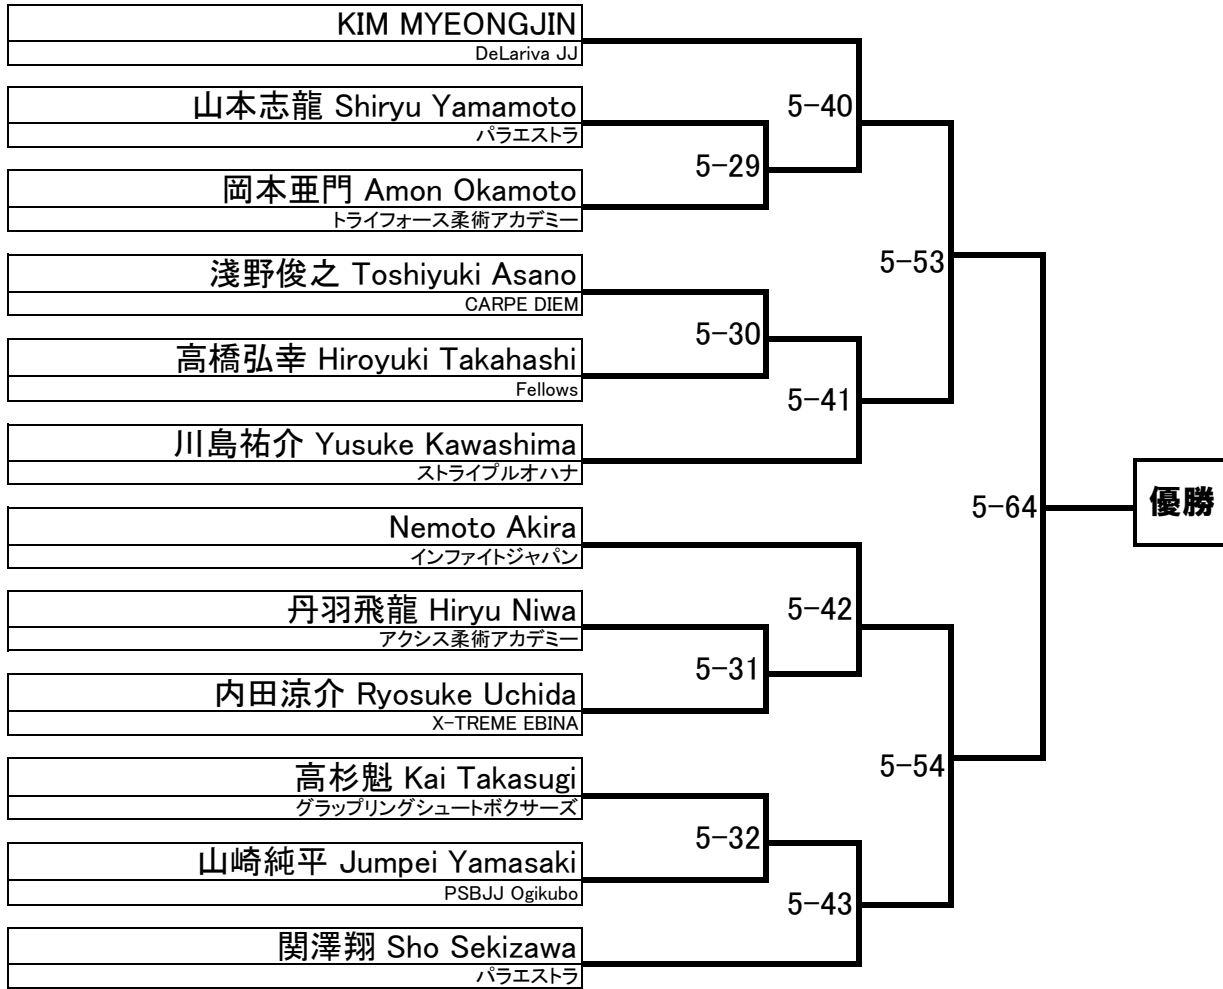 KIM MYEONGJIN
DeLariva JJ
山本志龍 Shiryu Yamamoto
パラエストラ
5-40
5-29
岡本亜門 Amon Okamoto
トライフォース柔術アカデミー
淺野俊之 Toshiyuki Asano
CARPE DIEM
5-53
5-30
高橋弘幸 Hiroyuki Takahashi
Fellows
5-41
川島祐介 Yusuke Kawashima
ストライプルオハナ
5-64
優勝
Nemoto Akira
インファイトジャパン
丹羽飛龍 Hiryu Niwa
アクシス柔術アカデミー
5-42
5-31
内田涼介 Ryosuke Uchida
X-TREME EBINA
5-54
高杉魁 Kai Takasugi
グラップリングシュートボクサーズ
5-32
山崎純平 Jumpei Yamasaki
PSBJJ Ogikubo
5-43
関澤翔 Sho Sekizawa
パラエストラ